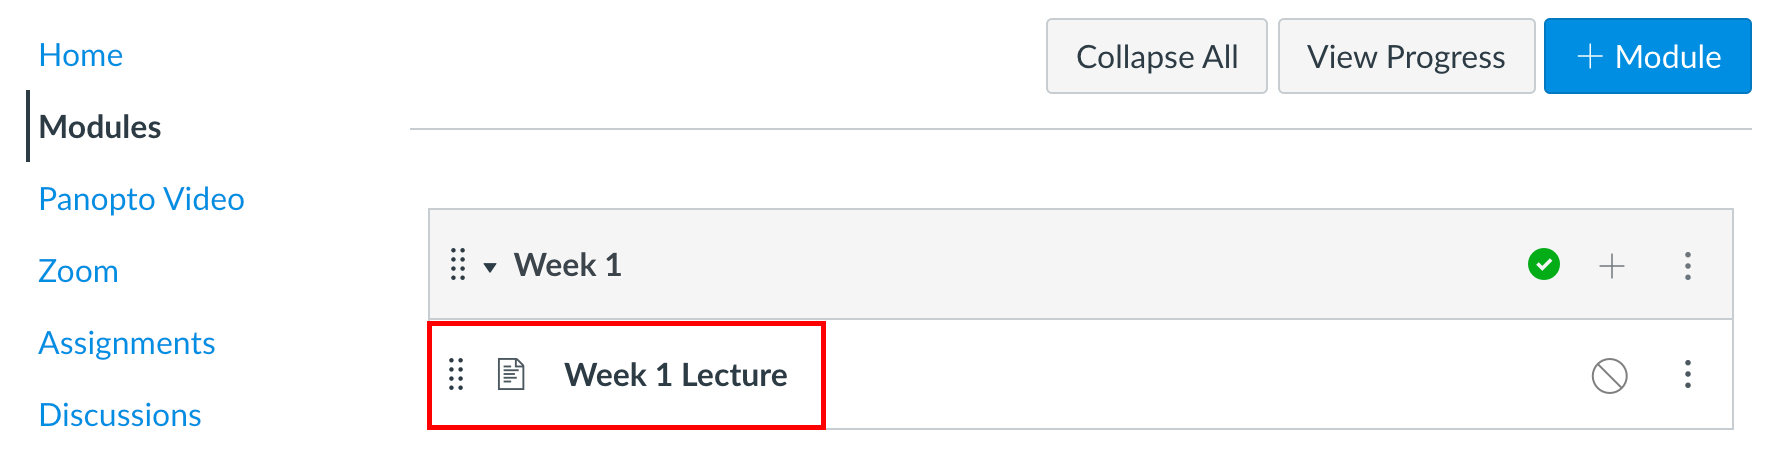 Home
Modules
Panopto Video
Zoom
Assignments
Discussions
Collapse All
View Progress
+ Module
Week 1
Week 1 Lecture